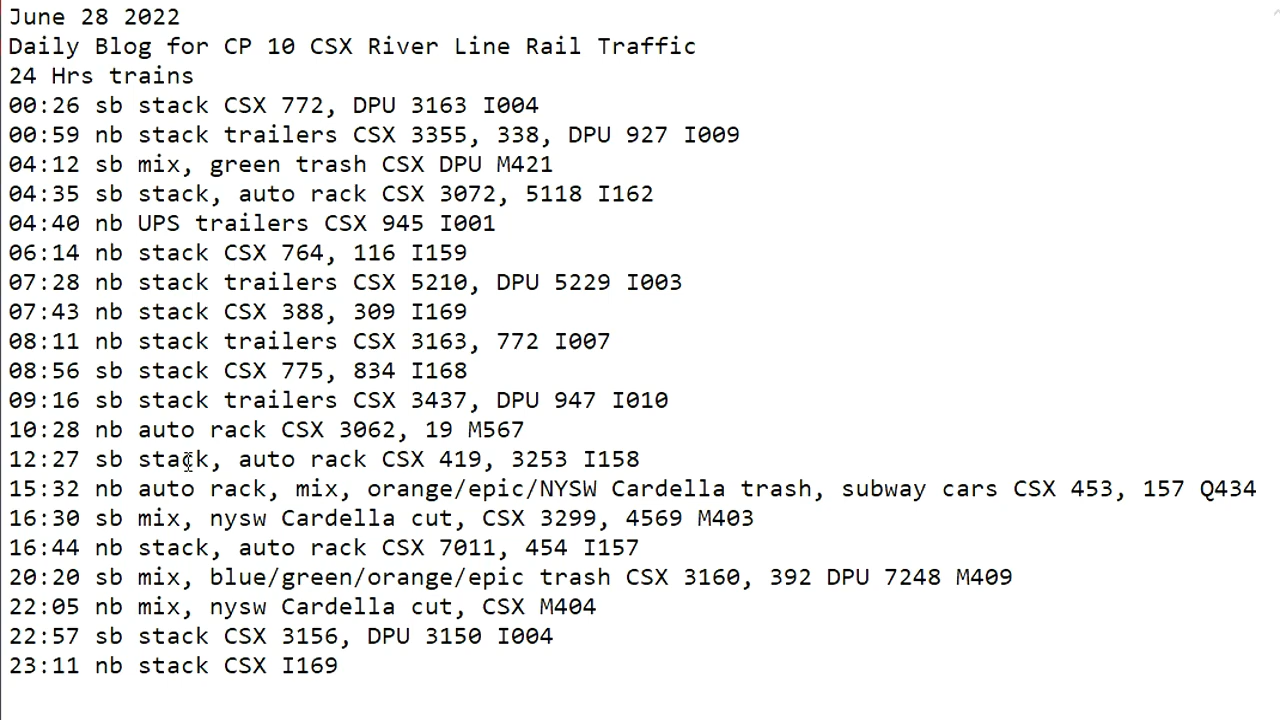 June 28 2022
Daily Blog for CP 10 CSX River Line Rail Traffic
24 Hrs trains
00:26 sb stack CSX 772, DPU 3163 I004
00:59 nb stack trailers CSX 3355, 338, DPU 927 I009
04:12 sb mix, green trash CSX DPU M421
04:35 sb stack, auto rack CSX 3072, 5118 I162
04:40 nb UPS trailers CSX 945 I001
06:14 nb stack CSX 764, 116 I159
07:28 nb stack trailers CSX 5210, DPU 5229 I003
07:43 nb stack CSX 388, 309 I169
08:11 nb stack trailers CSX 3163, 772 I007
08:56 sb stack CSX 775, 834 I168
09:16 sb stack trailers CSX 3437, DPU 947 I010
10:28 nb auto rack CSX 3062, 19 M567
12:27 sb stack, auto rack CSX 419, 3253 I158
15:32 nb auto rack, mix, orange/epic/NYSW Cardella trash, subway cars CSX 453, 157 Q434
16:30 sb mix, nysw Cardella cut, CSX 3299, 4569 M403
16:44 nb stack, auto rack CSX 7011, 454 I157
20:20 sb mix, blue/green/orange/epic trash CSX 3160, 392 DPU 7248 M409
22:05 nb mix, nysw Cardella cut, CSX M404
22:57 sb stack CSX 3156, DPU 3150 I004
23:11 nb stack CSX I169